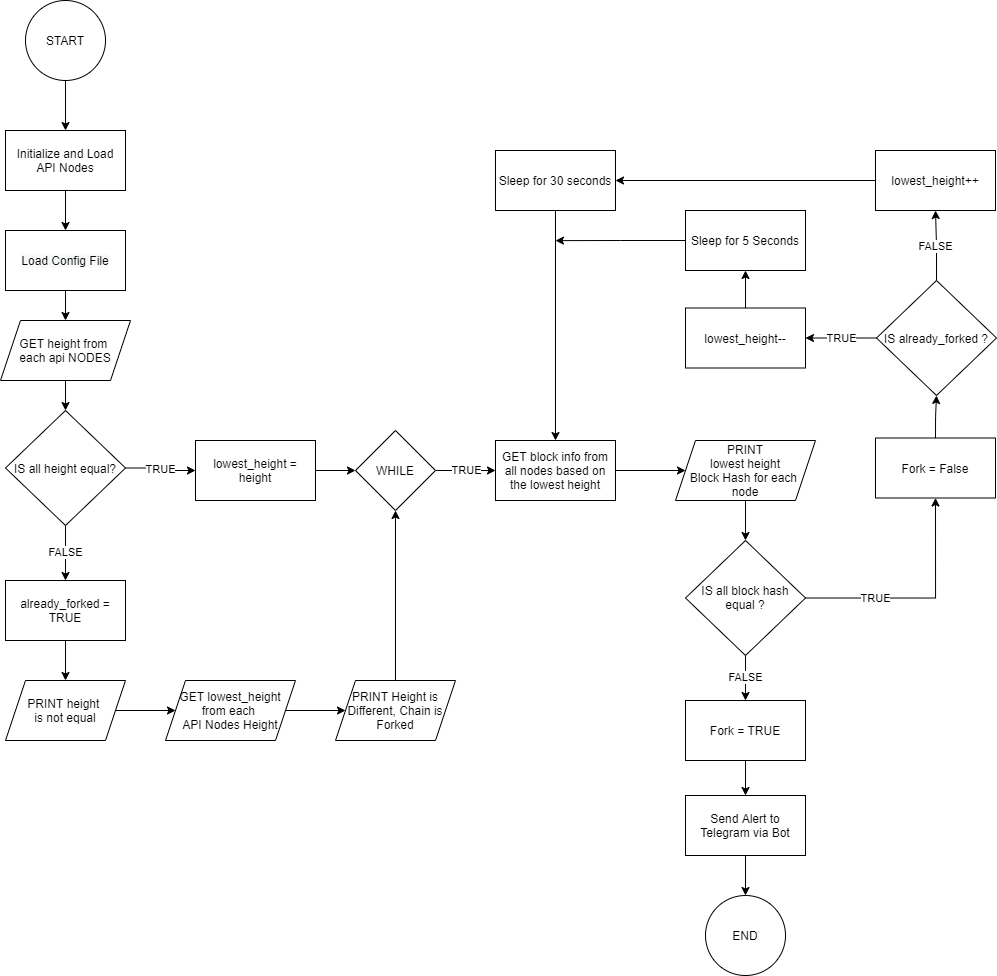 START
Initialize and Load
API Nodes
Load Config File
GET height from
each api NODES
IS all height equal?
TRUE
lowest_height =
height
WHILE
TRUE
FALSE
already_forked =
TRUE
PRINT height
is not equal
GET lowest_height
from each
API Nodes Height
PRINT Height is
Different, Chain is
Forked
GET block info from
all nodes based on
the lowest height
PRINT
lowest height
Block Hash for each
node
IS all block hash
equal ?
TRUE
Fork = False
IS already_forked ?
TRUE
lowest_height--
Sleep for 5 Seconds
FALSE
lowest_height++
Sleep for 30 seconds
FALSE
Fork = TRUE
Send Alert to
Telegram via Bot
END